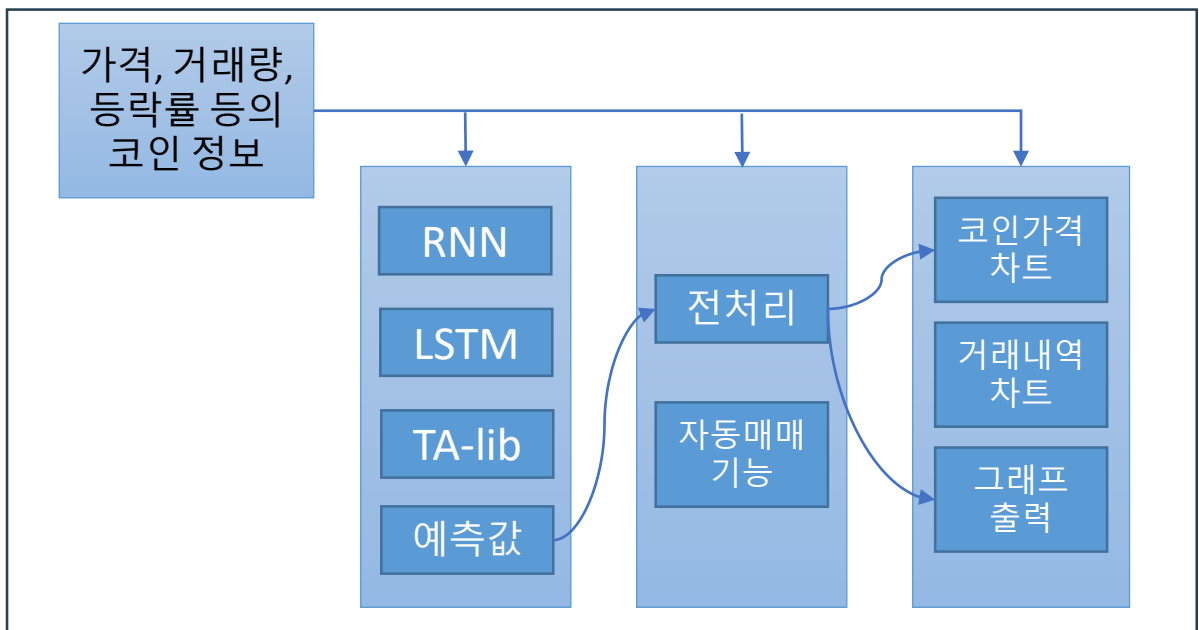 가격, 거래량,
등락률 등의
코인 정보
RNN
LSTM
TA-lib
예측값
전처리
자동매매
기능
코인가격
차트
거래내역
차트
그래프
출력